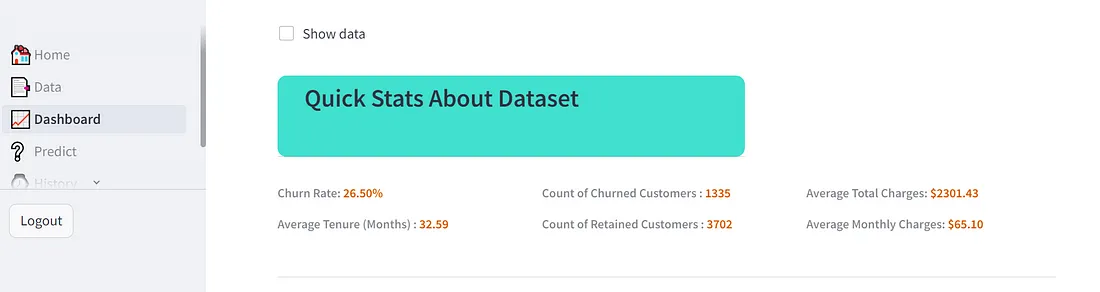 Home
Data
Dashboard
Predict
History
Logout
Show data
Quick Stats About Dataset
Churn Rate: 26.50%
Count of Churned Customers : 1335
Average Total Charges: $2301.43
Average Tenure (Months) : 32.59
Count of Retained Customers : 3702
Average Monthly Charges: $65.10